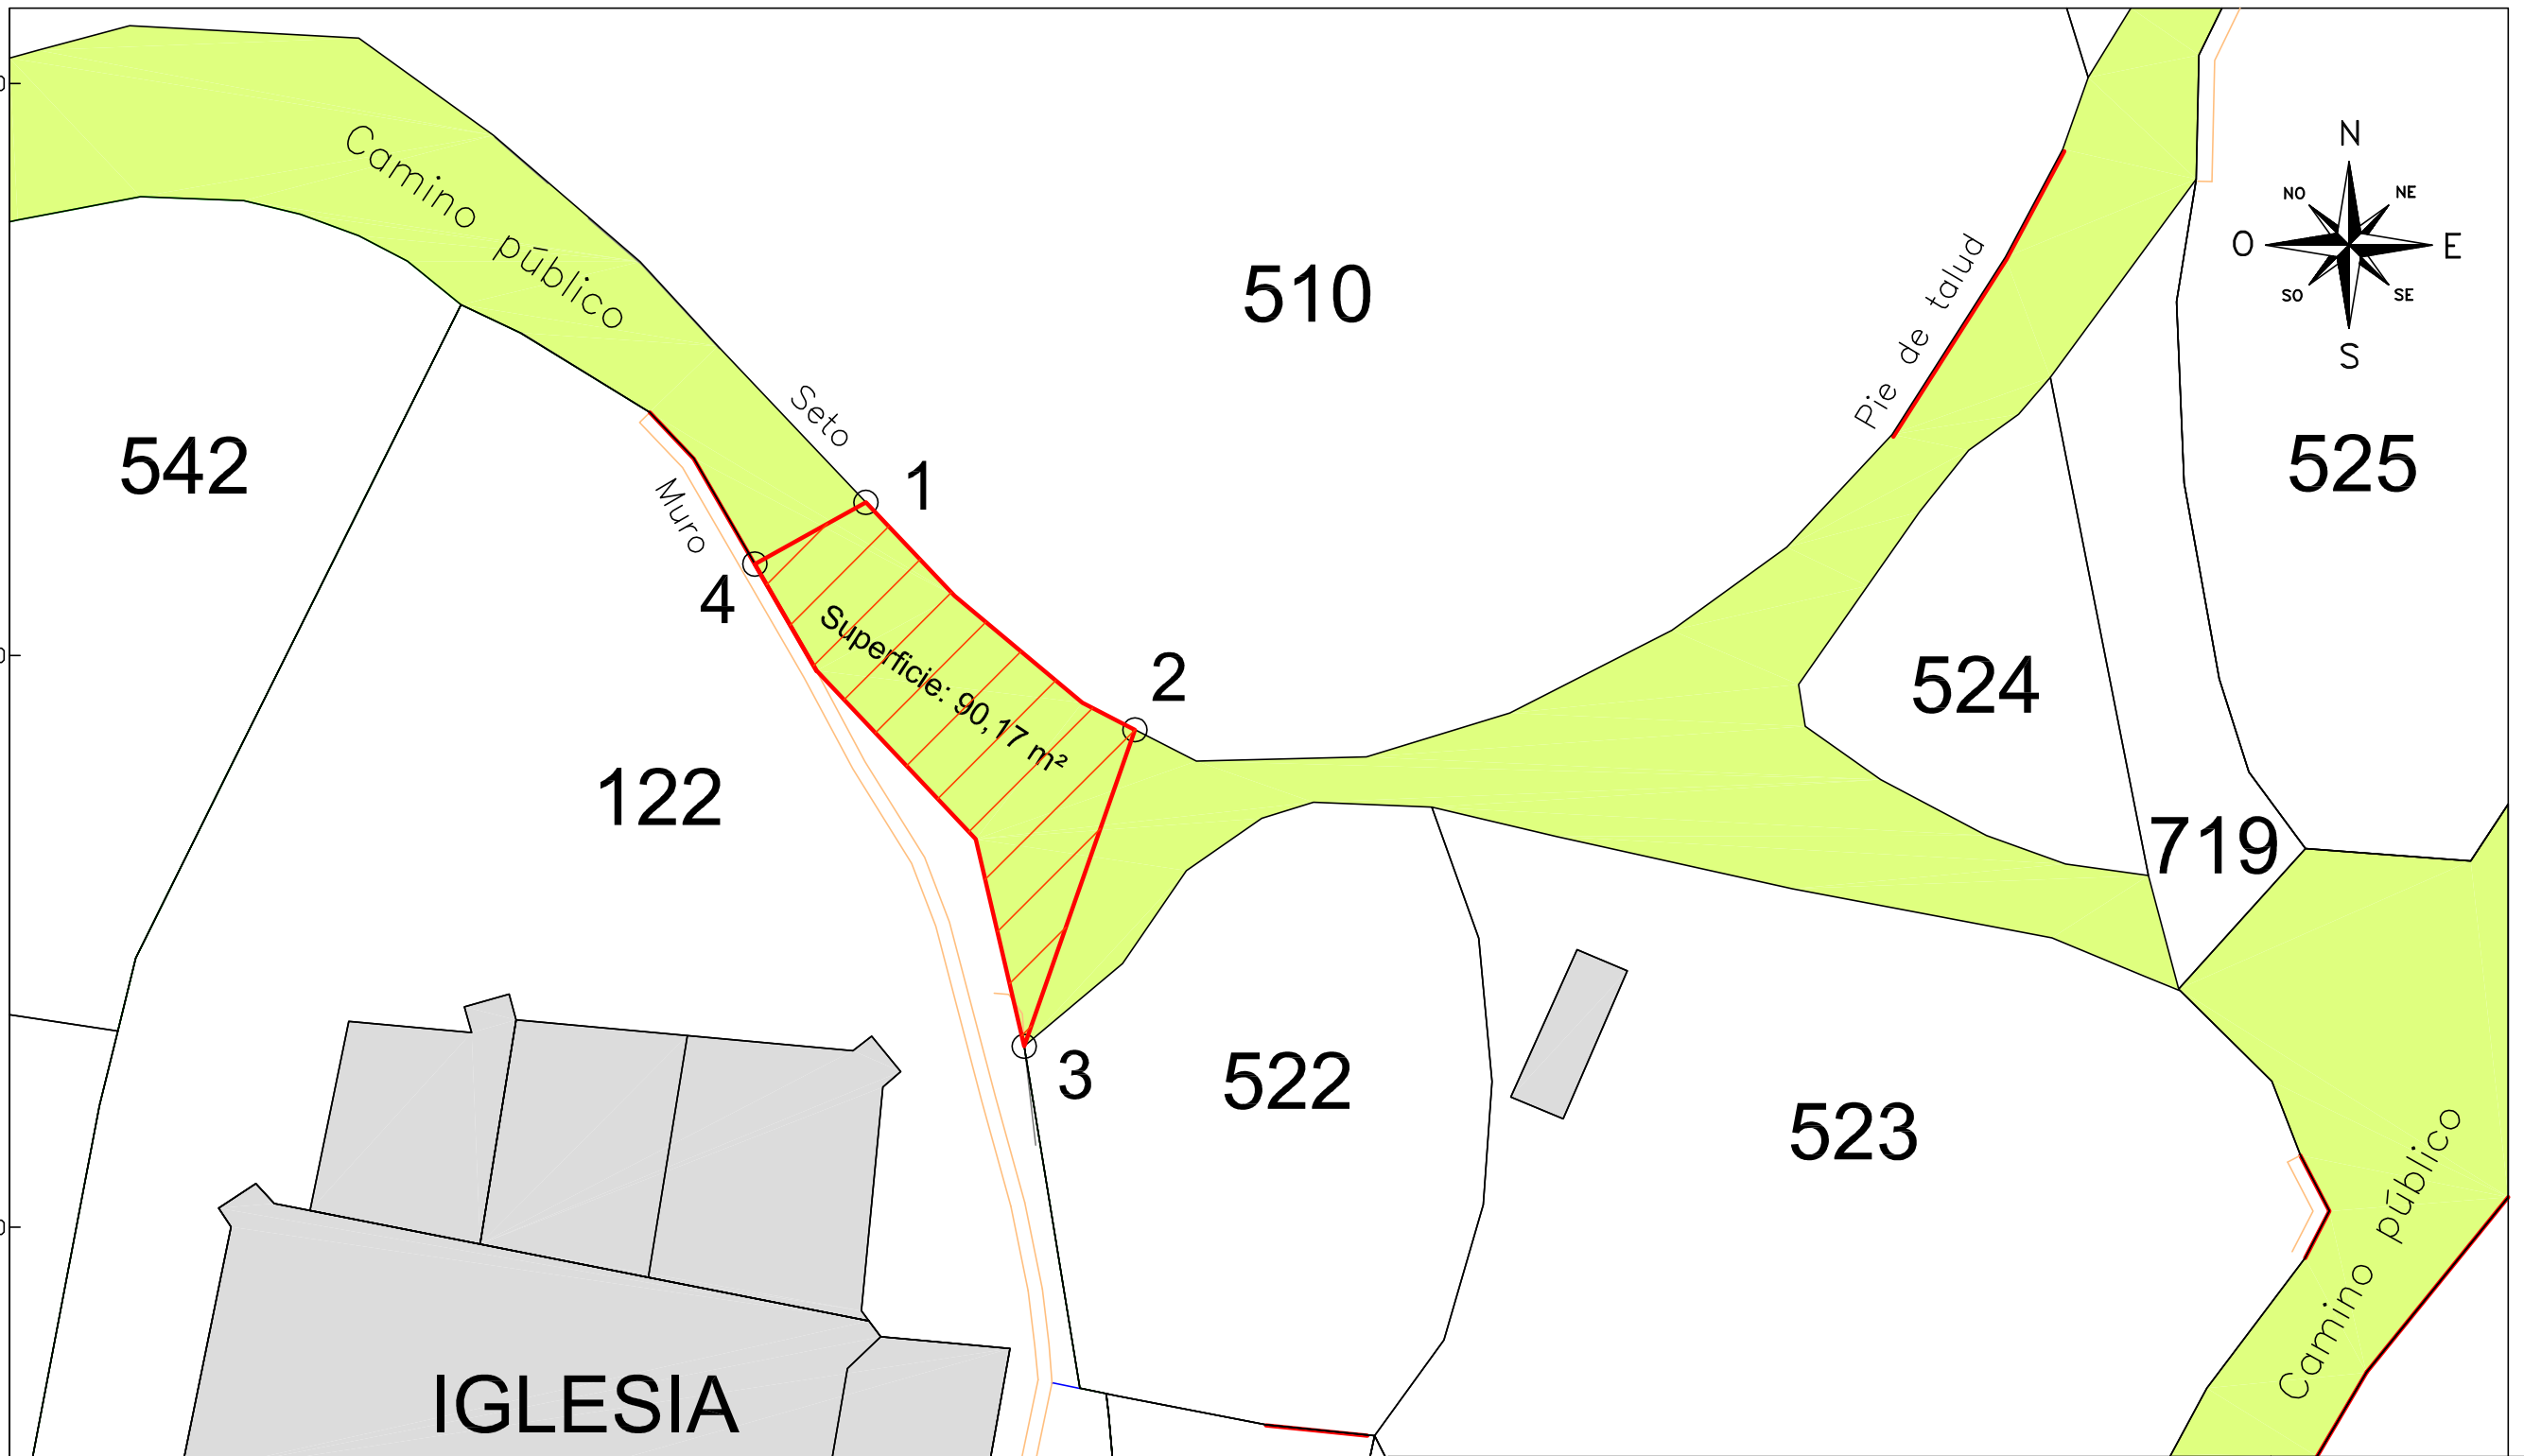 Camino público
N
NO
NE
O
E
SO
SE
S
510
Pie de talud
Seto
542
525
1
Muro
4
Superficie: 90,17 m²
2
524
122
719
3
522
523
Camino público
IGLESIA